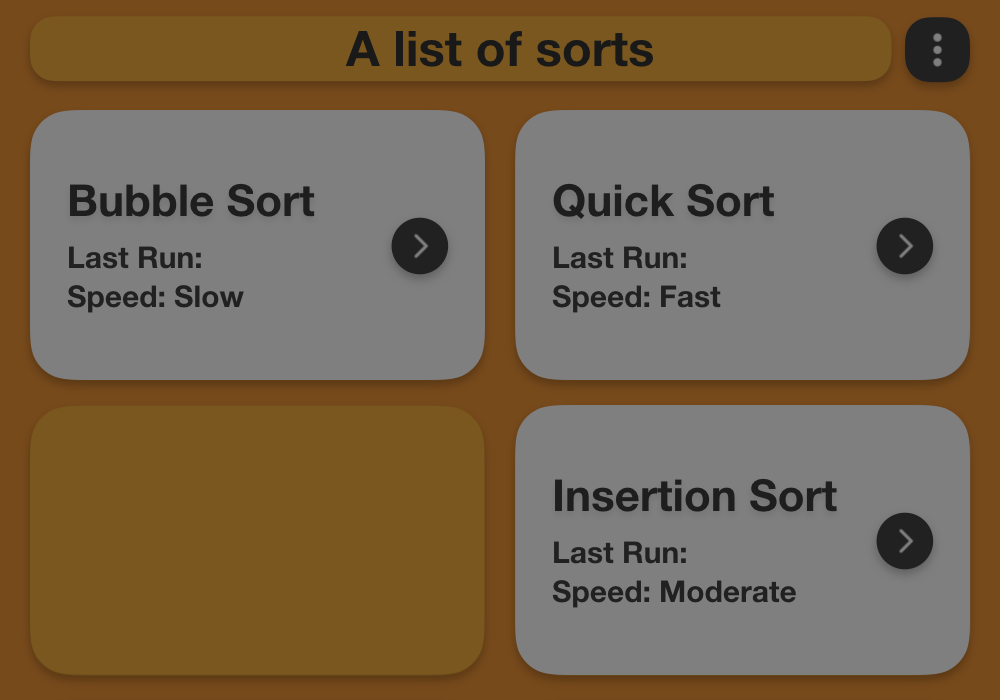 A list of sorts
Bubble Sort
Last Run:
Speed: Slow
Quick Sort
Last Run:
Speed: Fast
Insertion Sort
Last Run:
Speed: Moderate